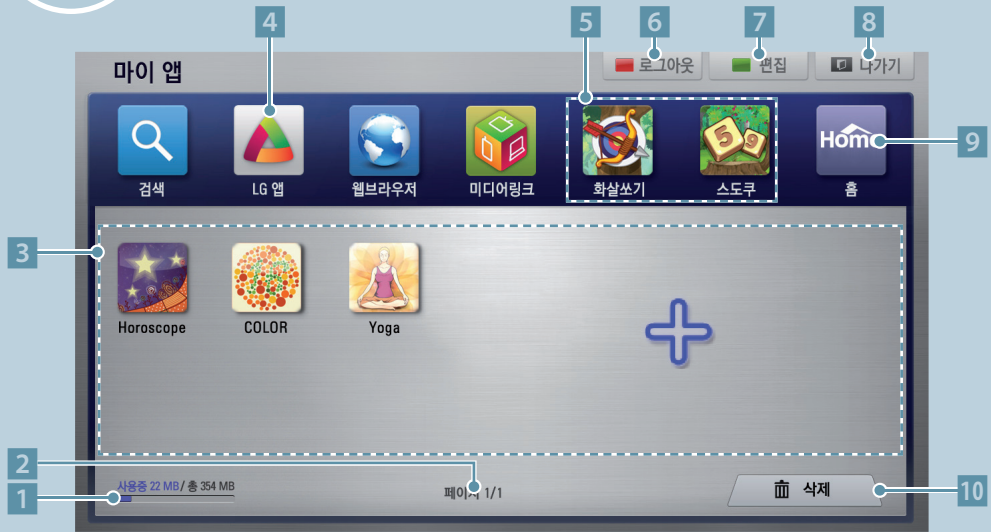 4 5 6 7 8
마이 앱 로그아웃 편집 나가기
Home 9
검색 LG 앱 웹브라우저 미디어링크 화살쏘기 스도쿠 홈
3
Horoscope COLOR Yoga
2
사용중 22 MB / 총 354 MB
1 페이지 1/1 삭제 10